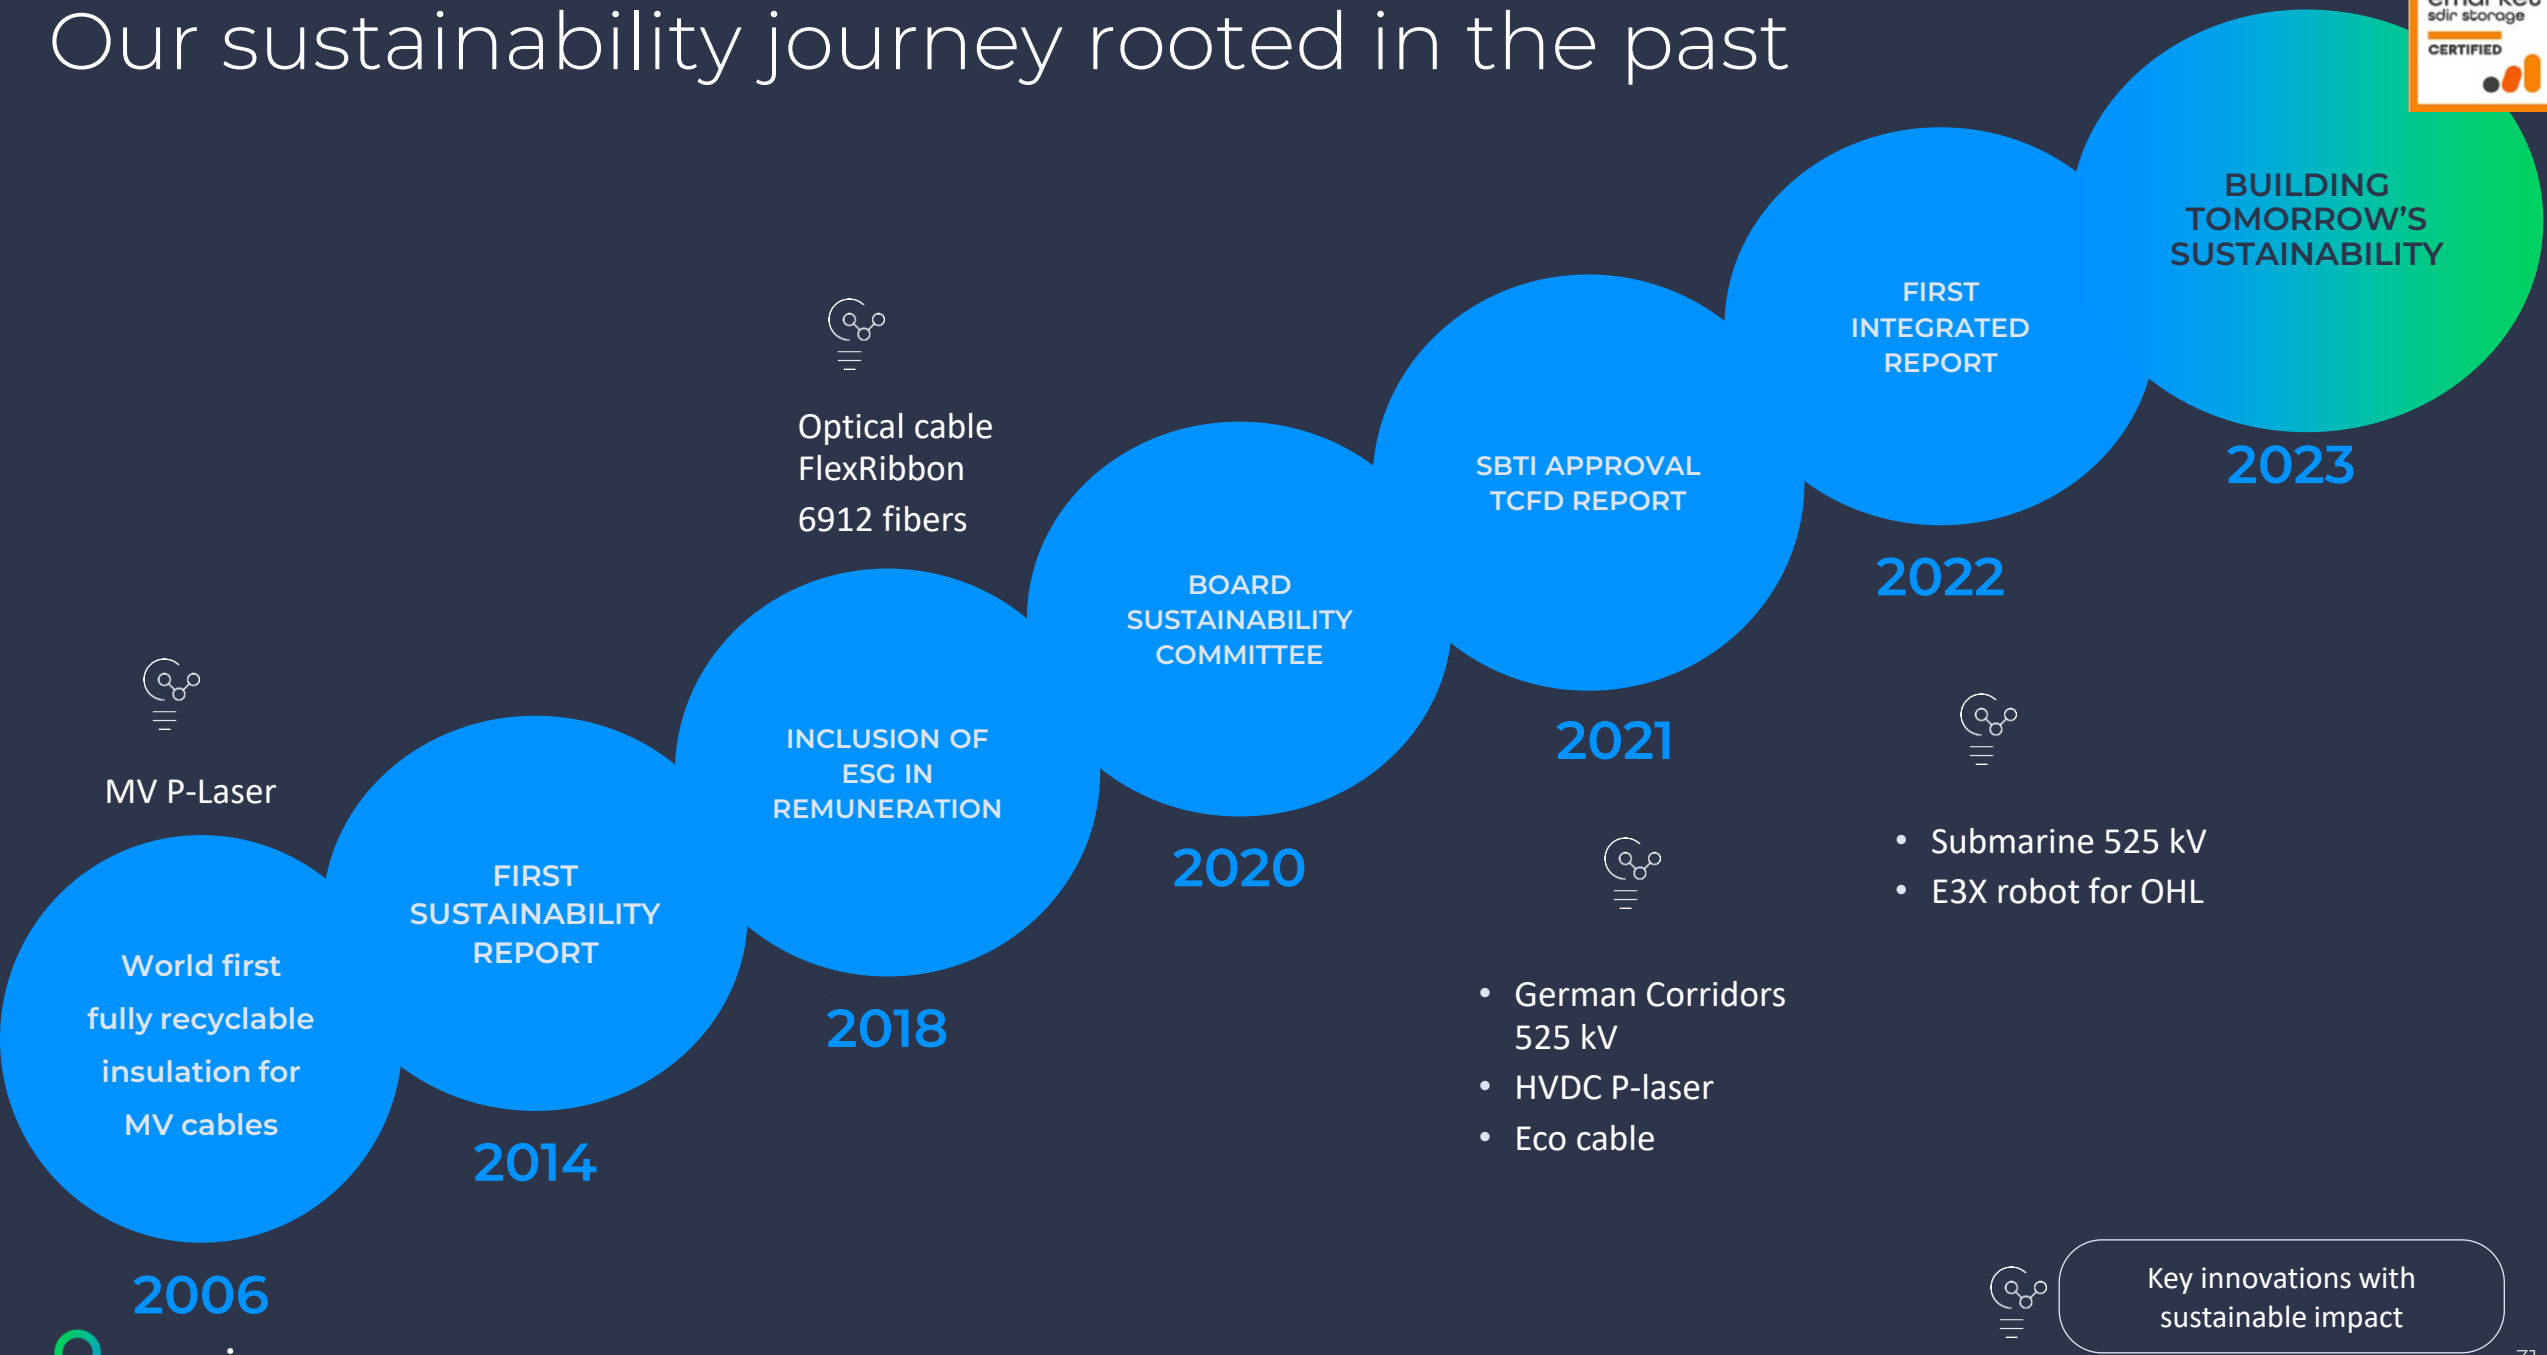 Our sustainability journey rooted in the past
sdir storage
CERTIFIED
BUILDING
TOMORROW'S
SUSTAINABILITY
2023
FIRST
INTEGRATED
REPORT
2022
• Submarine 525 kV
• E3X robot for OHL
SBTI APPROVAL
TCFD REPORT
2021
• German Corridors
525 kV
• HVDC P-laser
• Eco cable
BOARD
SUSTAINABILITY
COMMITTEE
2020
Optical cable
FlexRibbon
6912 fibers
INCLUSION OF
ESG IN
REMUNERATION
2018
FIRST
SUSTAINABILITY
REPORT
2014
MV P-Laser
World first
fully recyclable
insulation for
MV cables
2006
Key innovations with
sustainable impact